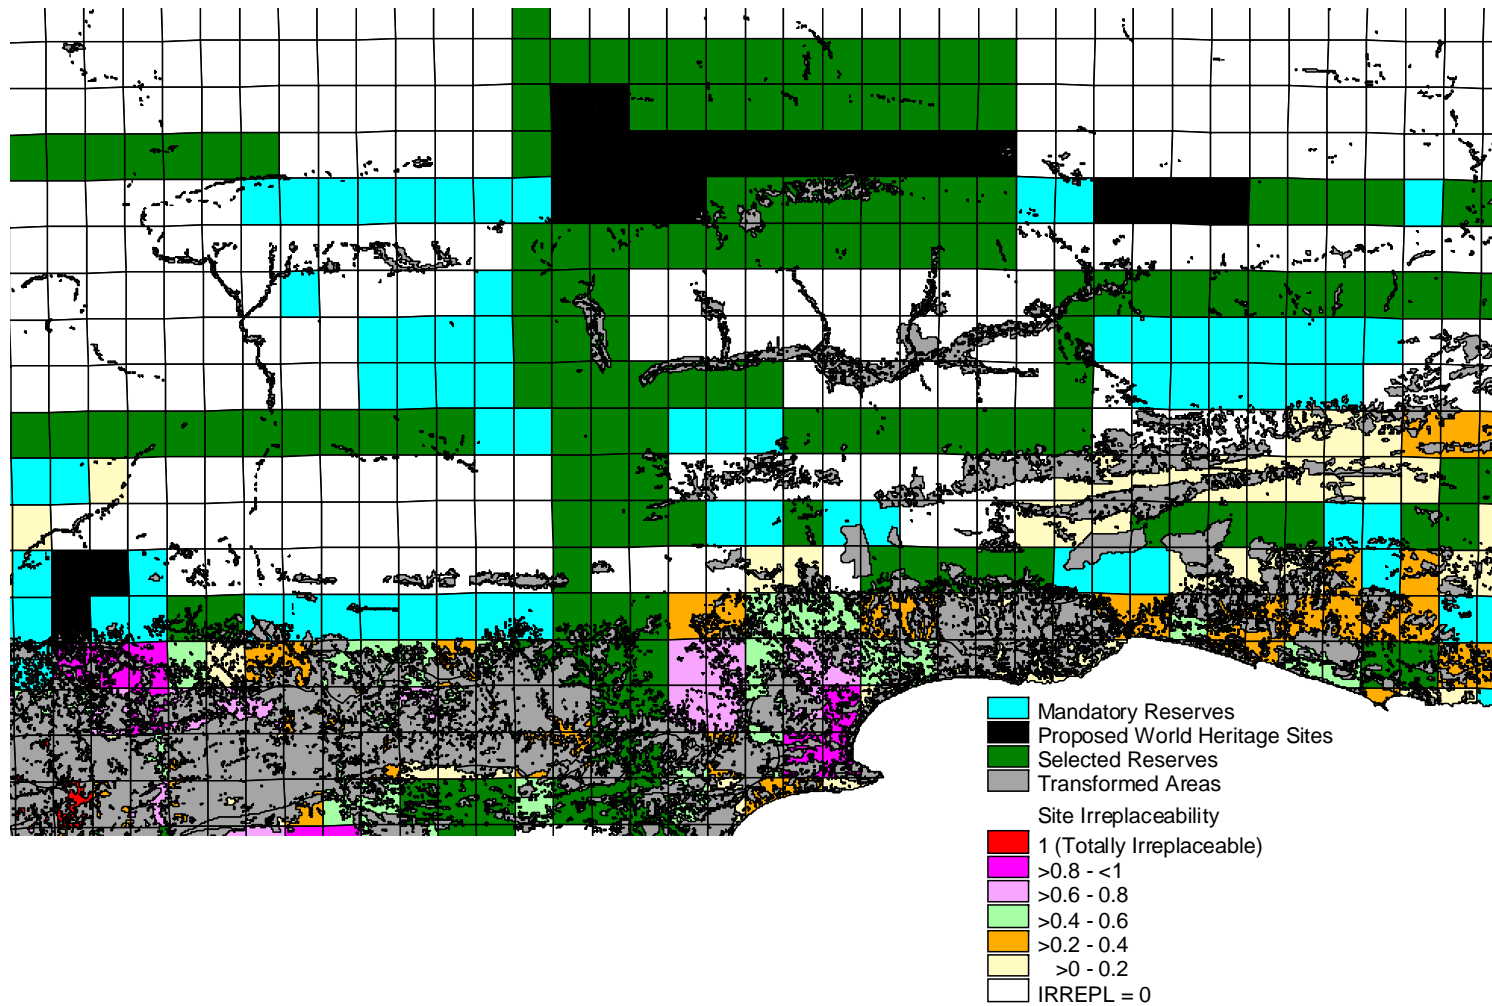 Mandatory Reserves
Proposed World Heritage Sites
Selected Reserves
Transformed Areas
Site Irreplaceability
1 (Totally Irreplaceable)
>0.8 - <1
>0.6 - 0.8
>0.4 - 0.6
>0.2 - 0.4
>0 - 0.2
IRREPL = 0